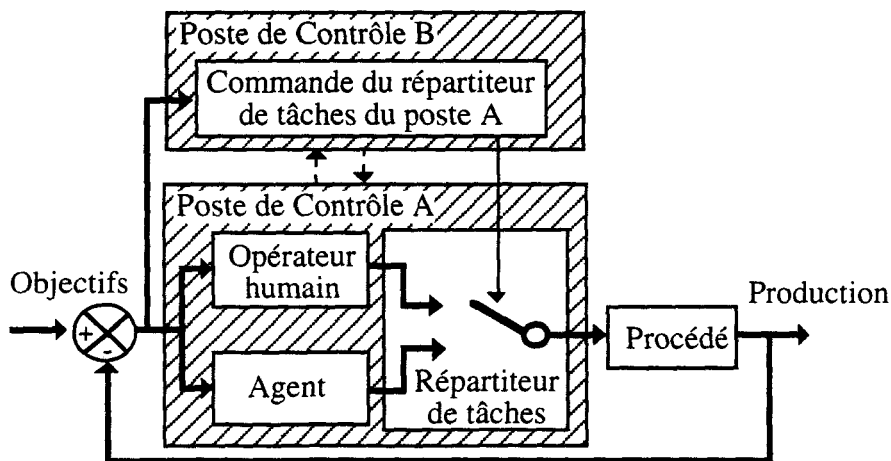 Poste de Contrôle B
Commande du répartiteur
de tâches du poste A
Poste de Contrôle A
Opérateur
humain
Objectifs
+
-
Agent
Répartiteur
de tâches
Procédé
Production